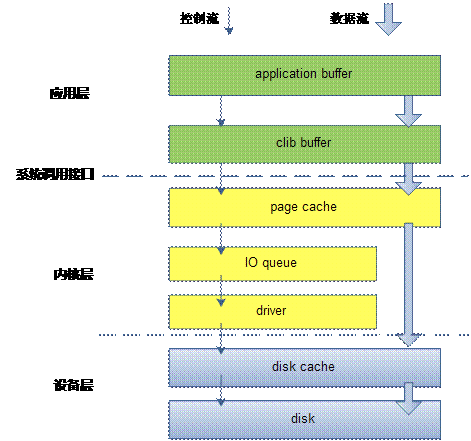 控制流 数据流
application buffer
应用层
clib buffer
系统调用接口
page cache
IO queue
内核层
driver
disk cache
设备层
disk